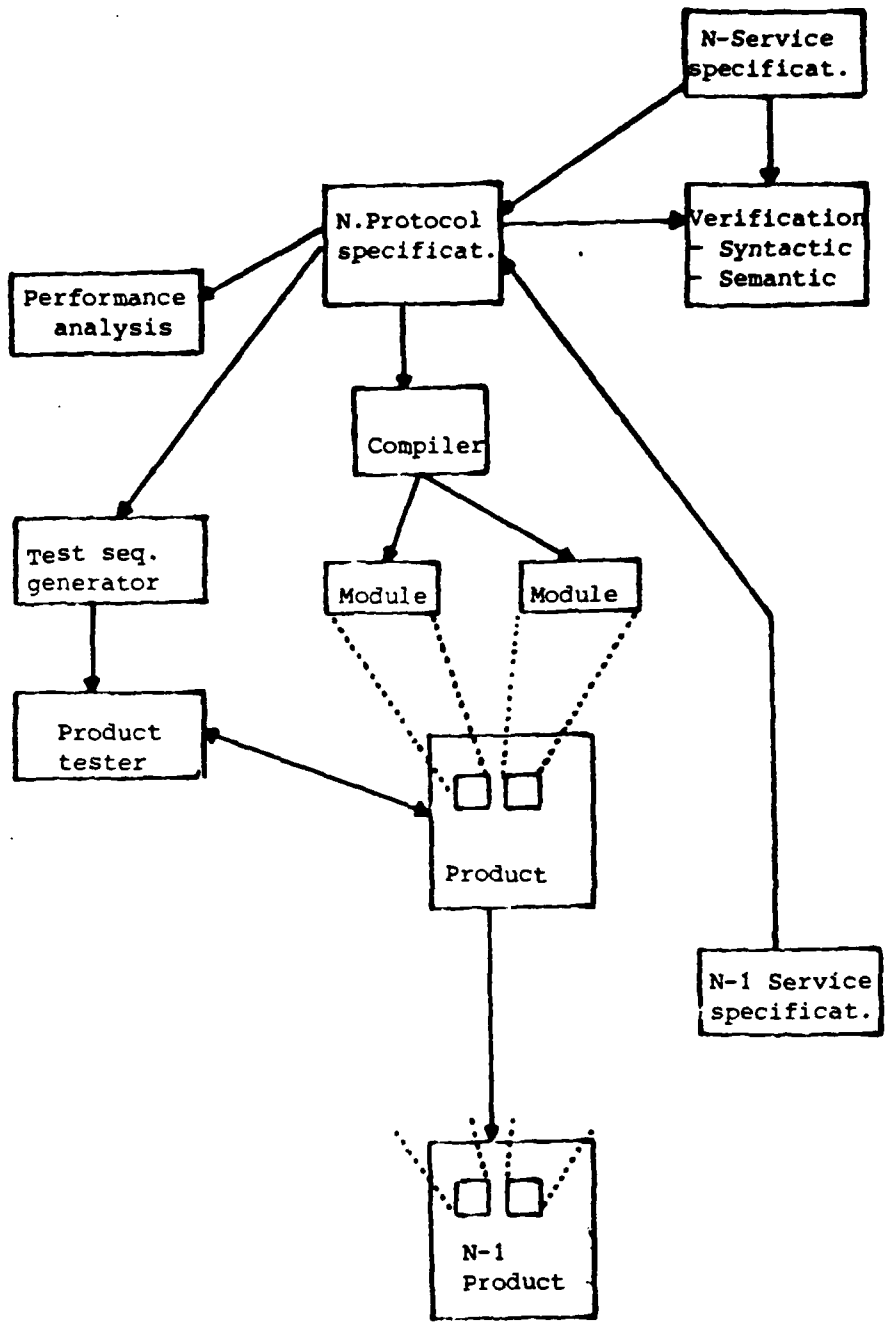 N-Service
specificat.
N.Protocol
specificat.
Verification
- Syntactic
- Semantic
Performance
analysis
Compiler
Test seq.
generator
Module
Module
Product
tester
Product
N-1 Service
specificat.
N-1
Product